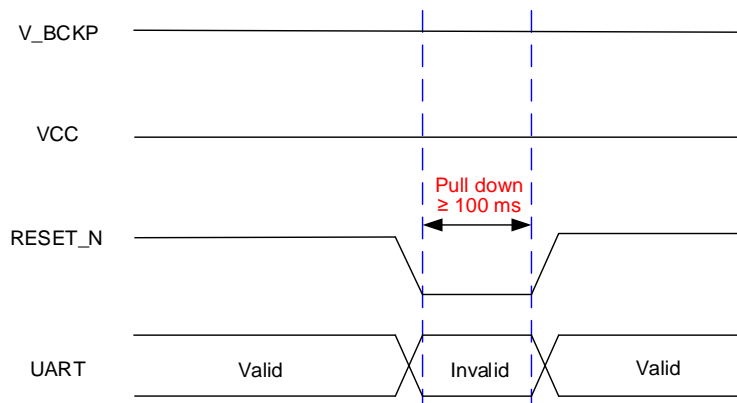 V_BCKP
VCC
Pull down
≥ 100 ms
RESET_N
UART
Valid
Invalid
Valid